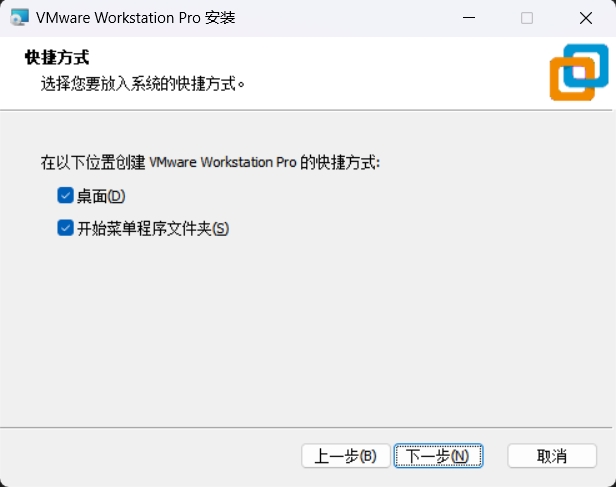 VMware Workstation Pro 安装
快捷方式
选择您要放入系统的快捷方式。
在以下位置创建 VMware Workstation Pro 的快捷方式:
桌面(D)
开始菜单程序文件夹(S)
上一步(B) 下一步(N) 取消